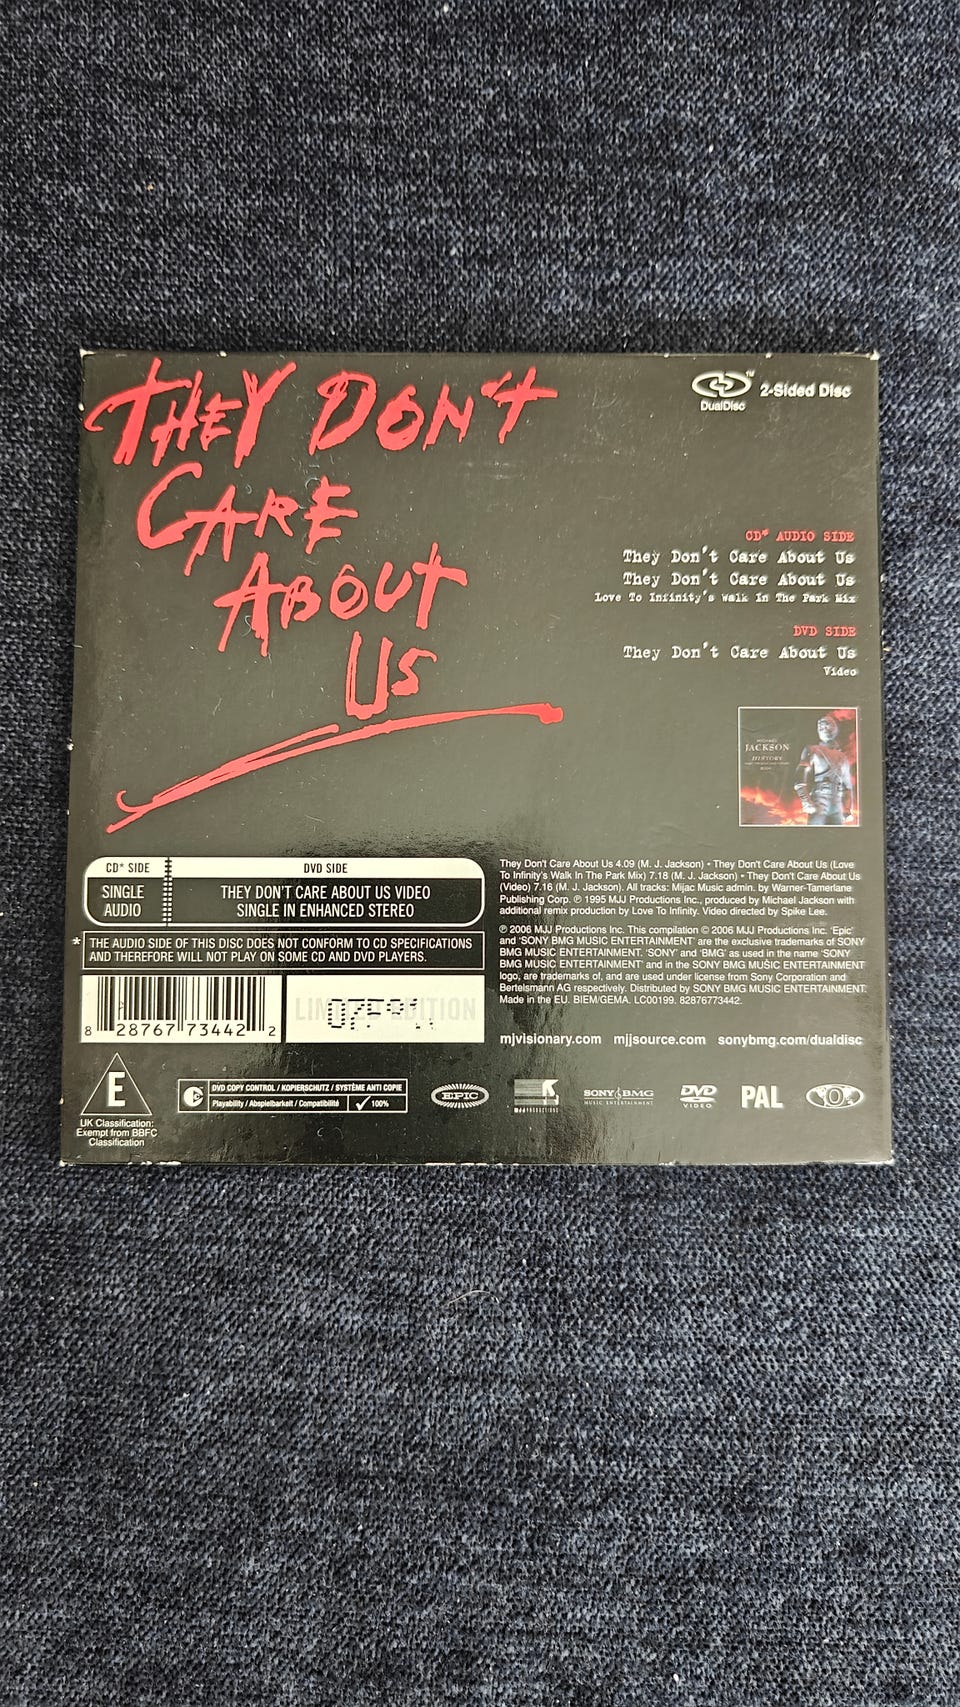 THEY DON'T
CARE
ABOUT
US
DualDisc
TM
2-Sided Disc
CD* AUDIO SIDE
They Don't Care About Us
They Don't Care About Us
Love To Infinity's Walk In The Park Mix
DVD SIDE
They Don't Care About Us
Video
MICHAEL
JACKSON
HISTORY
CD* SIDE
DVD SIDE
SINGLE
AUDIO
THEY DON'T CARE ABOUT US VIDEO
SINGLE IN ENHANCED STEREO
* THE AUDIO SIDE OF THIS DISC DOES NOT CONFORM TO CD SPECIFICATIONS
AND THEREFORE WILL NOT PLAY ON SOME CD AND DVD PLAYERS.
8 28767 73442 2
LIMITED EDITION
They Don't Care About Us 4.09 (M. J. Jackson) • They Don't Care About Us (Love
To Infinity's Walk In The Park Mix) 7.18 (M. J. Jackson) • They Don't Care About Us
(Video) 7.16 (M. J. Jackson). All tracks: Mijac Music admin. by Warner-Tamerlane
Publishing Corp. ℗ 1995 MJJ Productions Inc., produced by Michael Jackson with
additional remix production by Love To Infinity. Video directed by Spike Lee.
℗ 2006 MJJ Productions Inc. This compilation © 2006 MJJ Productions Inc. 'Epic'
and 'SONY BMG MUSIC ENTERTAINMENT' are the exclusive trademarks of SONY
BMG MUSIC ENTERTAINMENT. 'SONY' and 'BMG' as used in the name 'SONY
BMG MUSIC ENTERTAINMENT' and in the SONY BMG MUSIC ENTERTAINMENT
logo, are trademarks of, and are used under license from Sony Corporation and
Bertelsmann AG respectively. Distributed by SONY BMG MUSIC ENTERTAINMENT.
Made in the EU. BIEM/GEMA. LC00199. 82876773442.
mjvisionary.com mjjsource.com sonybmg.com/dualdisc
E
UK Classification:
Exempt from BBFC
Classification
DVD COPY CONTROL / KOPIERSCHUTZ / SYSTÈME ANTI COPIE
Playability / Abspielbarkeit / Compatibilité ✓ 100%
EPIC
MJJ PRODUCTIONS
SONY BMG
MUSIC ENTERTAINMENT
DVD
VIDEO
PAL
0